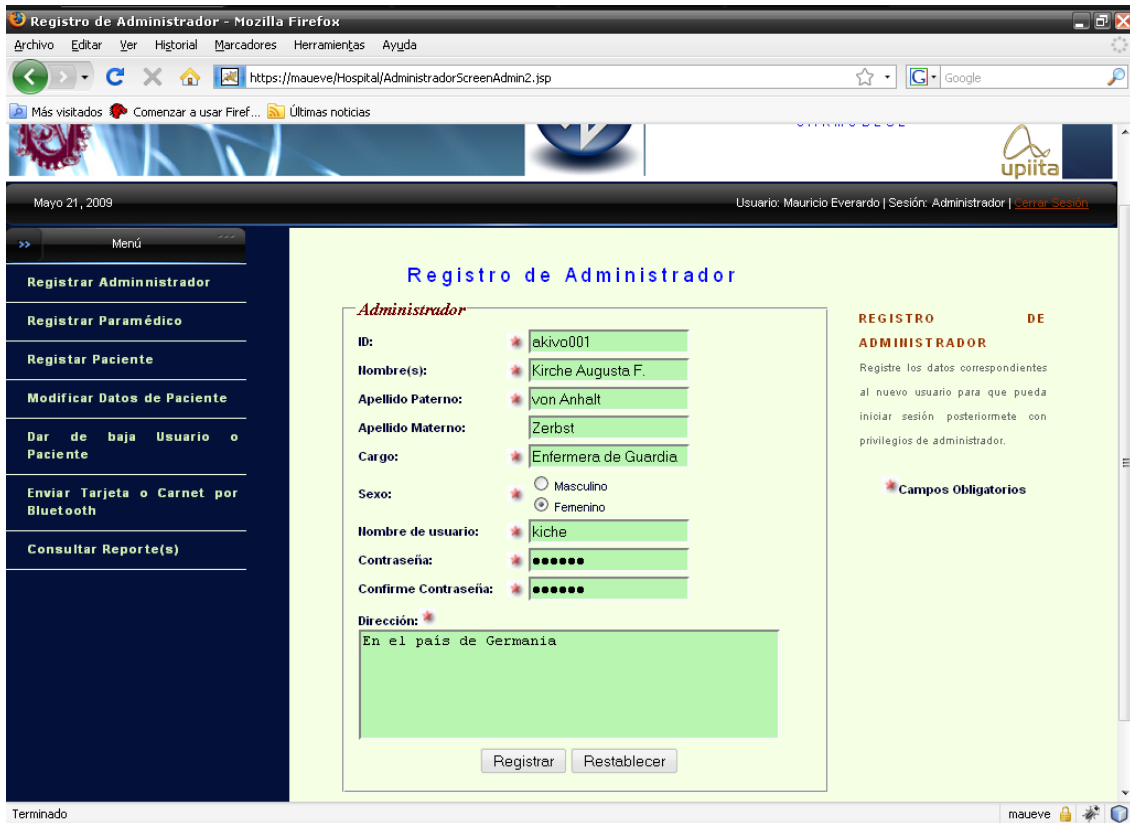 Registro de Administrador - Mozilla Firefox
Archivo Editar Ver Historial Marcadores Herramientas Ayuda
https://maueve/Hospital/AdministradorScreenAdmin2.jsp
G Google
Más visitados Comenzar a usar Firef... Últimas noticias
upiita
Mayo 21, 2009
Usuario: Mauricio Everardo | Sesión: Administrador | Cerrar Sesión
>> Menú
Registrar Adminnistrador
Registrar Paramédico
Registar Paciente
Modificar Datos de Paciente
Dar de baja Usuario o
Paciente
Enviar Tarjeta o Carnet por
Bluetooth
Consultar Reporte(s)
Registro de Administrador
Administrador
ID: akivo001
Nombre(s): Kirche Augusta F.
Apellido Paterno: von Anhalt
Apellido Materno: Zerbst
Cargo: Enfermera de Guardia
Sexo: Masculino
Femenino
Nombre de usuario: kiche
Contraseña: ●●●●●●
Confirme Contraseña: ●●●●●●
Dirección:
En el país de Germania
Registrar Restablecer
REGISTRO DE
ADMINISTRADOR
Registre los datos correspondientes
al nuevo usuario para que pueda
iniciar sesión posteriormete con
privilegios de administrador.
Campos Obligatorios
Terminado
maueve